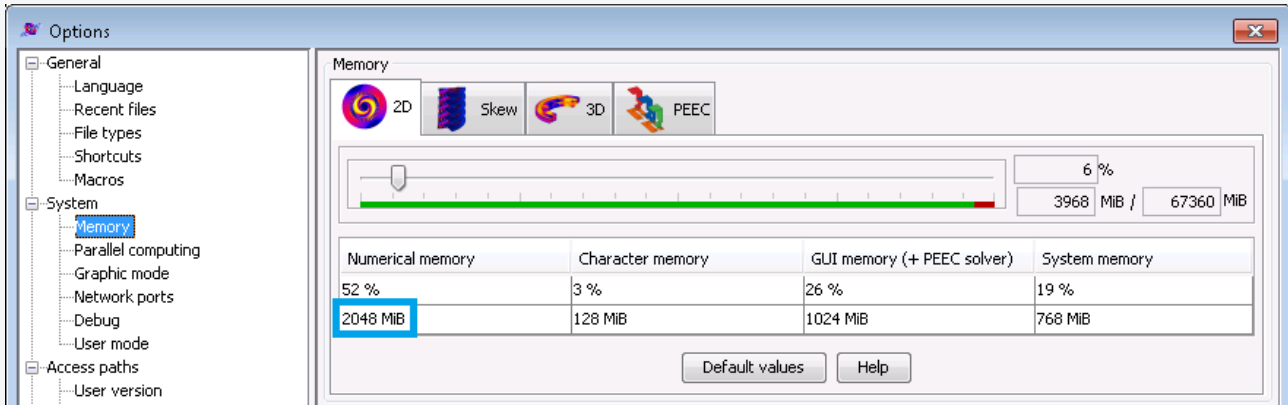 Options
General
Language
Recent files
File types
Shortcuts
Macros
System
Memory
Parallel computing
Graphic mode
Network ports
Debug
User mode
Access paths
User version
Memory
2D Skew 3D PEEC
6 %
3968 MiB / 67360 MiB
Numerical memory Character memory GUI memory (+ PEEC solver) System memory
52 % 3 % 26 % 19 %
2048 MiB 128 MiB 1024 MiB 768 MiB
Default values Help